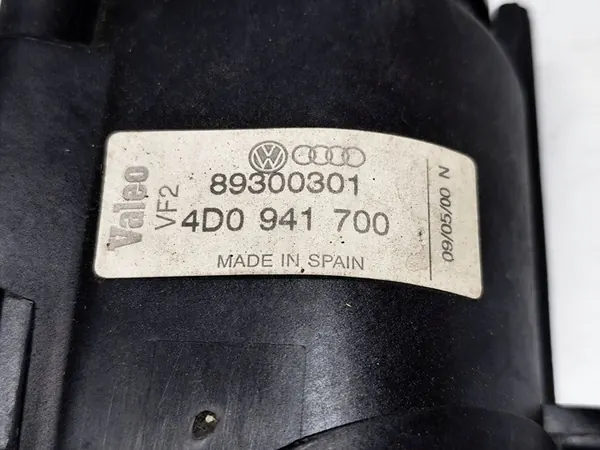 Valeo
VF2
89300301
4D0 941 700
MADE IN SPAIN
09/05/00 N